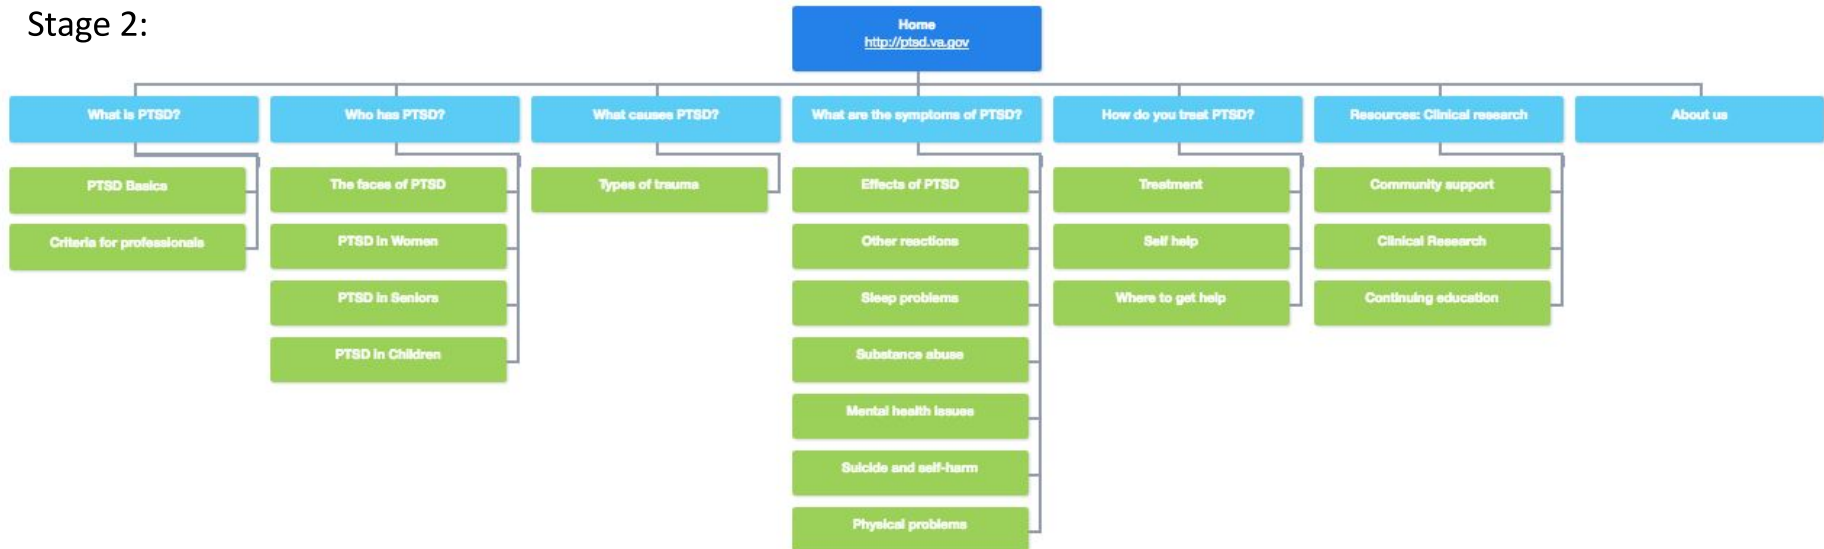 Stage 2:
Home
http://ptsd.va.gov
What is PTSD?
Who has PTSD?
What causes PTSD?
What are the symptoms of PTSD?
How do you treat PTSD?
Resources: Clinical research
About us
PTSD Basics
Criteria for professionals
The faces of PTSD
PTSD in Women
PTSD in Seniors
PTSD in Children
Types of trauma
Effects of PTSD
Other reactions
Sleep problems
Substance abuse
Mental health issues
Suicide and self-harm
Physical problems
Treatment
Self help
Where to get help
Community support
Clinical Research
Continuing education